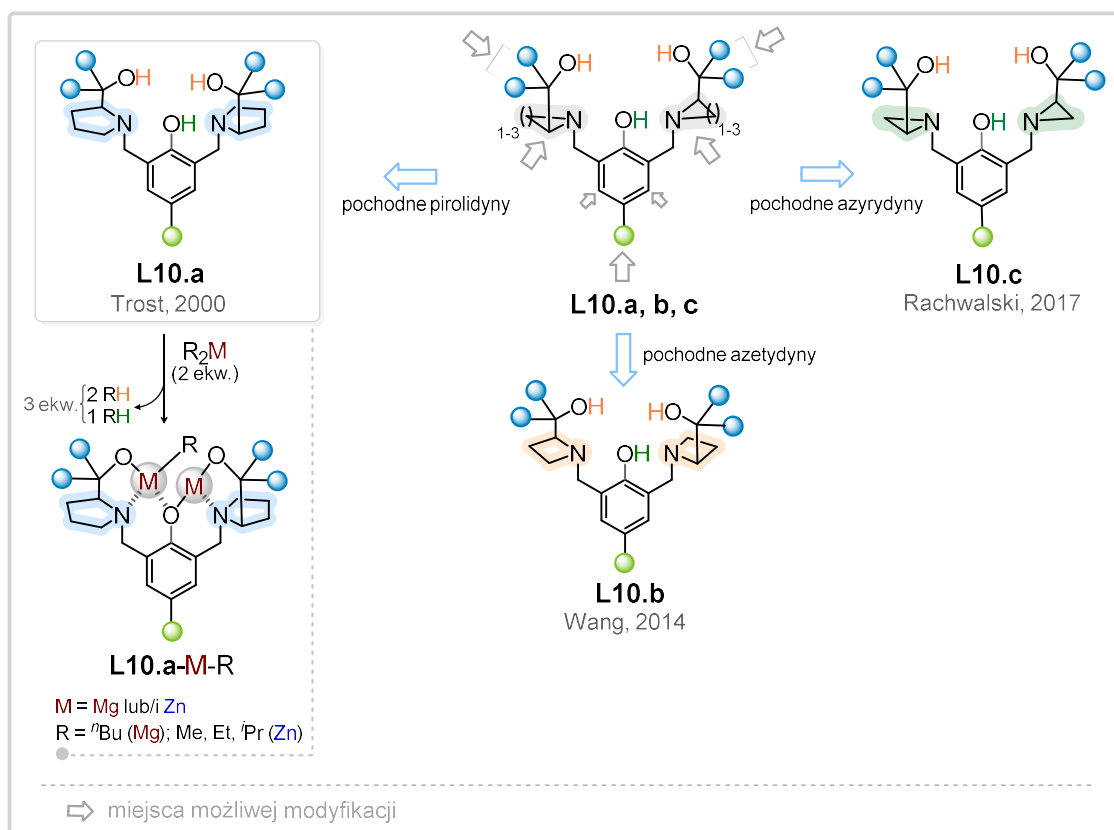 OH
HO
N
N
OH
L10.a
Trost, 2000
OH
HO
N
N
OH
1-3
1-3
L10.a, b, c
OH
HO
N
N
OH
L10.c
Rachwalski, 2017
pochodne pirolidyny
pochodne azyrydyny
pochodne azetydyny
R₂M
(2 ekw.)
3 ekw.
2 RH
1 RH
OH
HO
N
N
OH
L10.b
Wang, 2014
R
O
O
M
M
N
O
N
L10.a-M-R
M = Mg lub/i Zn
R = ⁿBu (Mg); Me, Et, ⁱPr (Zn)
miejsca możliwej modyfikacji